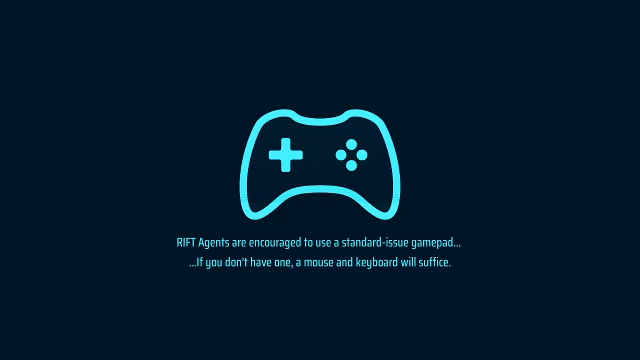 RIFT Agents are encouraged to use a standard-issue gamepad...
...If you don't have one, a mouse and keyboard will suffice.